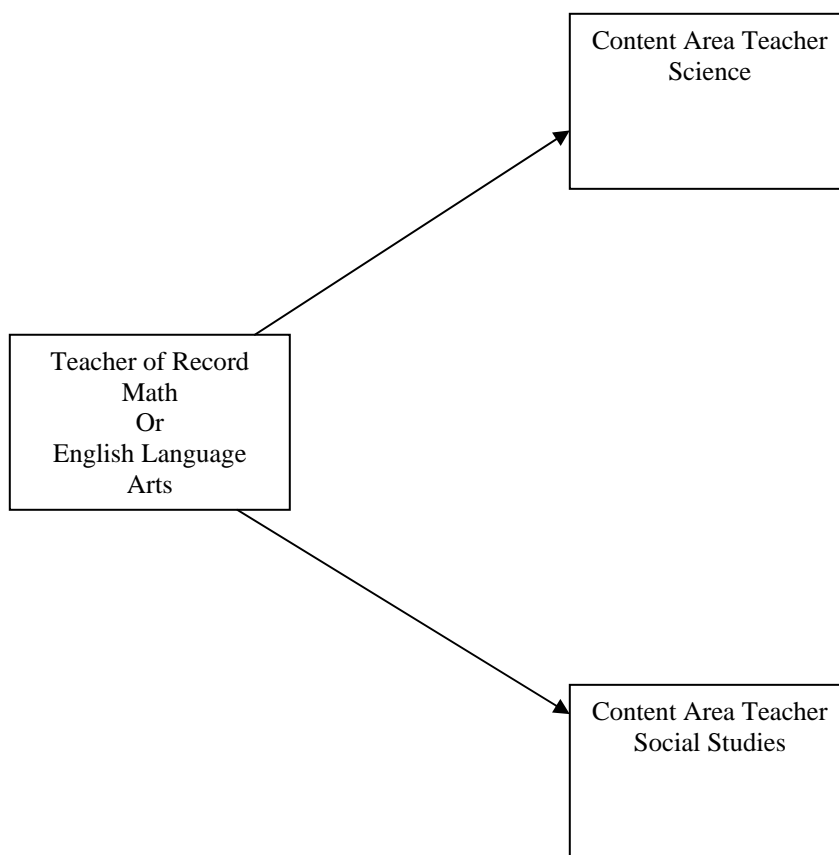 Content Area Teacher
Science
Teacher of Record
Math
Or
English Language
Arts
Content Area Teacher
Social Studies